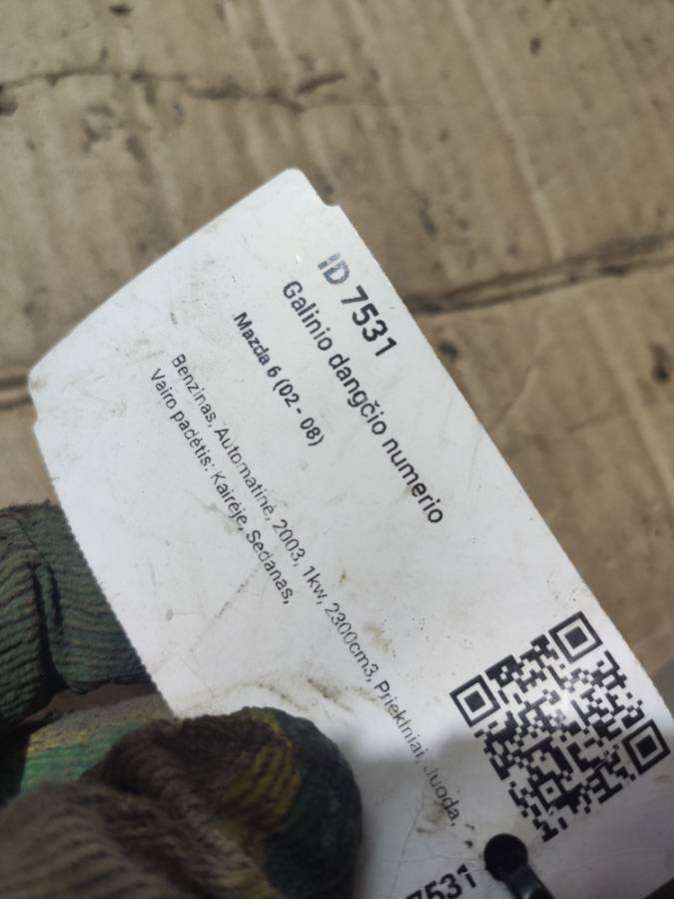 ID 7531
Galinio dangčio numerio
Mazda 6 (02 - 08)
Benzinas, Automatinė, 2003, 1kw, 2300cm3, Priekiniai, Juoda,
Vairo padėtis: Kairėje, Sedanas,
7531